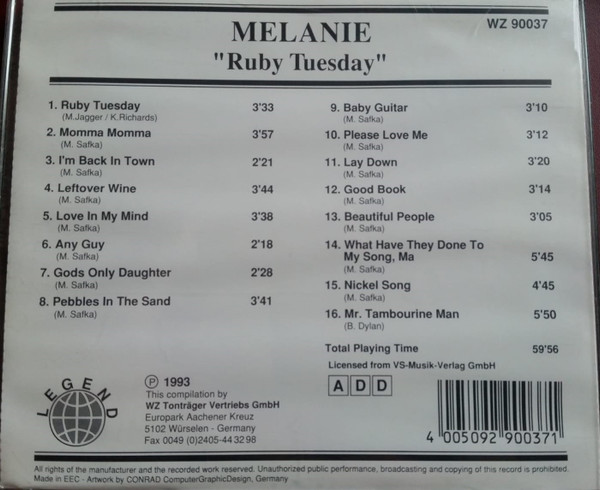 MELANIE
WZ 90037
"Ruby Tuesday"
1. Ruby Tuesday 3'33
(M.Jagger / K.Richards)
2. Momma Momma 3'57
(M. Safka)
3. I'm Back In Town 2'21
(M. Safka)
4. Leftover Wine 3'44
(M. Safka)
5. Love In My Mind 3'38
(M. Safka)
6. Any Guy 2'18
(M. Safka)
7. Gods Only Daughter 2'28
(M. Safka)
8. Pebbles In The Sand 3'41
(M. Safka)
9. Baby Guitar 3'10
(M. Safka)
10. Please Love Me 3'12
(M. Safka)
11. Lay Down 3'20
(M. Safka)
12. Good Book 3'14
(M. Safka)
13. Beautiful People 3'05
(M. Safka)
14. What Have They Done To
My Song, Ma 5'45
(M. Safka)
15. Nickel Song 4'45
(M. Safka)
16. Mr. Tambourine Man 5'50
(B. Dylan)
Total Playing Time 59'56
Licensed from VS-Musik-Verlag GmbH
LEGEND
Ⓟ 1993
This compilation by
WZ Tonträger Vertriebs GmbH
Europark Aachener Kreuz
5102 Würselen - Germany
Fax 0049 (0)2405-44 32 98
A D D
4 005092 900371
All rights of the manufacturer and the recorded work reserved. Unauthorized public performance, broadcasting and copying of this record is prohibited.
Made in EEC - Artwork by CONRAD ComputerGraphicDesign, Germany